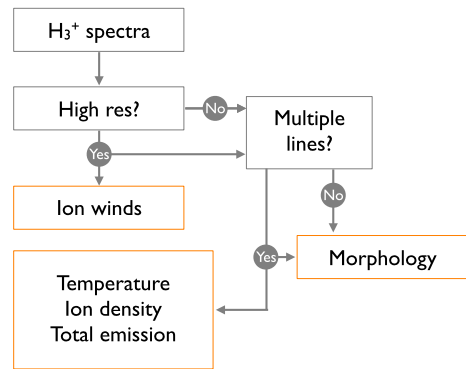 H₃⁺ spectra
High res?
No
Multiple
lines?
Yes
Ion winds
No
Yes
Morphology
Temperature
Ion density
Total emission